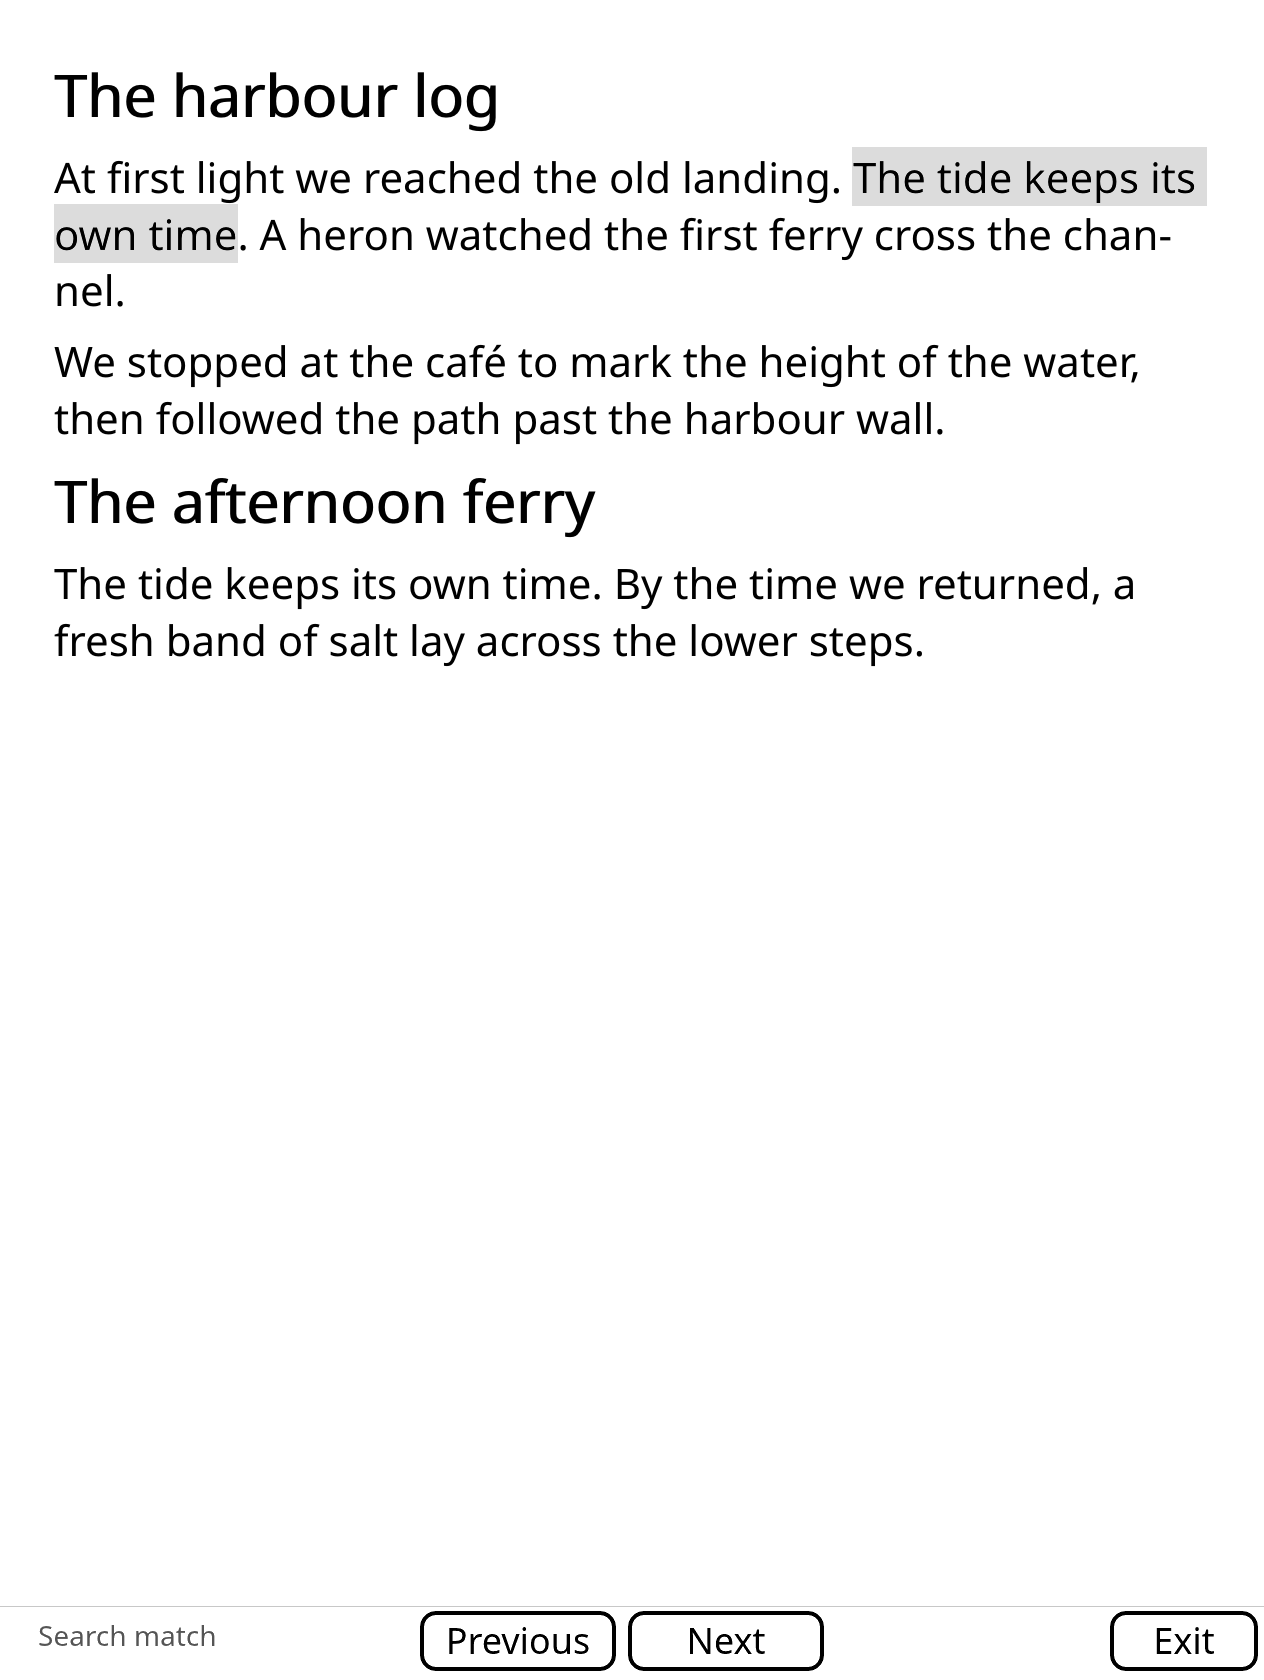 The harbour log
At first light we reached the old landing. The tide keeps its
own time. A heron watched the first ferry cross the chan-
nel.
We stopped at the café to mark the height of the water,
then followed the path past the harbour wall.
The afternoon ferry
The tide keeps its own time. By the time we returned, a
fresh band of salt lay across the lower steps.
Search match
Previous
Next
Exit